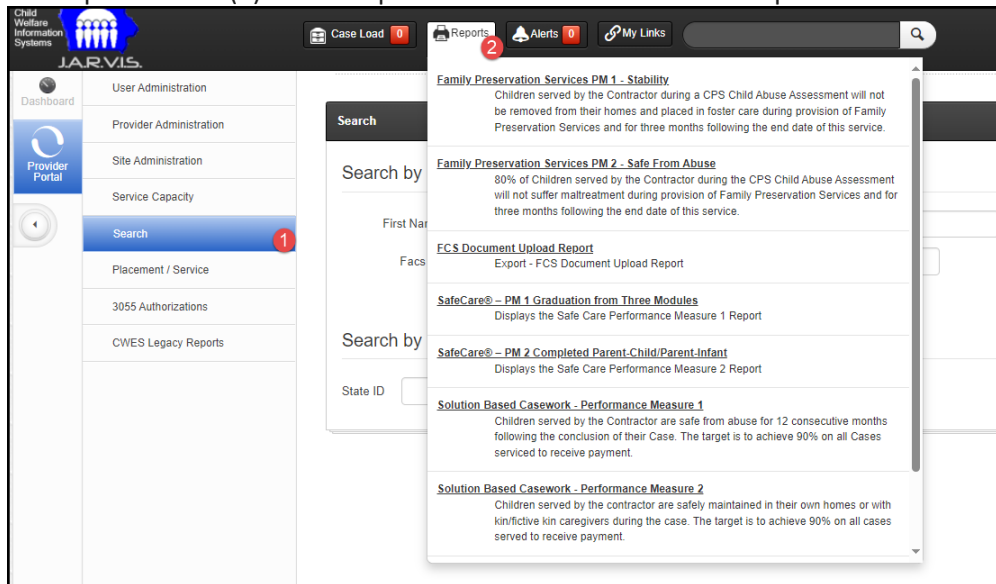 Child
Welfare
Information
Systems
J.A.R.V.I.S.
Case Load 0
Reports
2
Alerts 0
My Links
Dashboard
Provider
Portal
User Administration
Provider Administration
Site Administration
Service Capacity
Search
1
Placement / Service
3055 Authorizations
CWES Legacy Reports
Search
Search by
First Nar
Facs
Search by
State ID
Family Preservation Services PM 1 - Stability
Children served by the Contractor during a CPS Child Abuse Assessment will not
be removed from their homes and placed in foster care during provision of Family
Preservation Services and for three months following the end date of this service.
Family Preservation Services PM 2 - Safe From Abuse
80% of Children served by the Contractor during the CPS Child Abuse Assessment
will not suffer maltreatment during provision of Family Preservation Services and for
three months following the end date of this service.
FCS Document Upload Report
Export - FCS Document Upload Report
SafeCare® – PM 1 Graduation from Three Modules
Displays the Safe Care Performance Measure 1 Report
SafeCare® – PM 2 Completed Parent-Child/Parent-Infant
Displays the Safe Care Performance Measure 2 Report
Solution Based Casework - Performance Measure 1
Children served by the Contractor are safe from abuse for 12 consecutive months
following the conclusion of their Case. The target is to achieve 90% on all Cases
serviced to receive payment.
Solution Based Casework - Performance Measure 2
Children served by the contractor are safely maintained in their own homes or with
kin/fictive kin caregivers during the case. The target is to achieve 90% on all cases
served to receive payment.